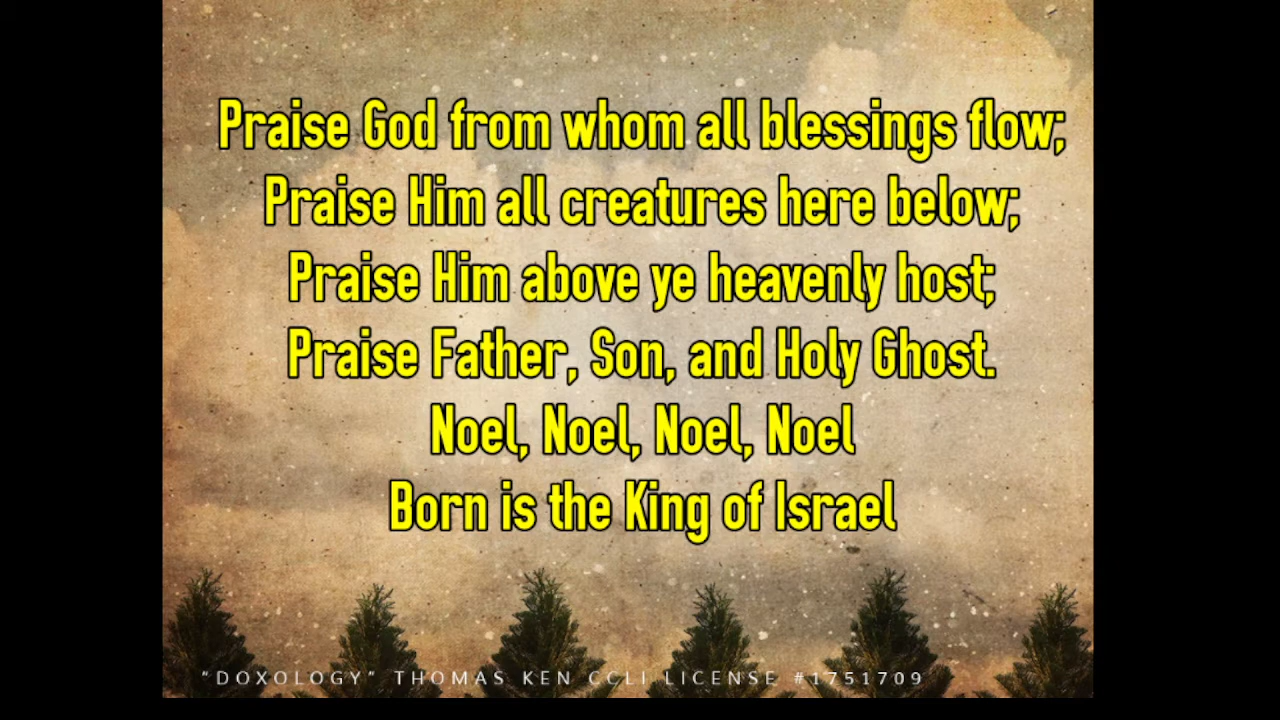 Praise God from whom all blessings flow;
Praise Him all creatures here below;
Praise Him above ye heavenly host;
Praise Father, Son, and Holy Ghost.
Noel, Noel, Noel, Noel
Born is the King of Israel
"DOXOLOGY" THOMAS KEN CCLI LICENSE #1751709